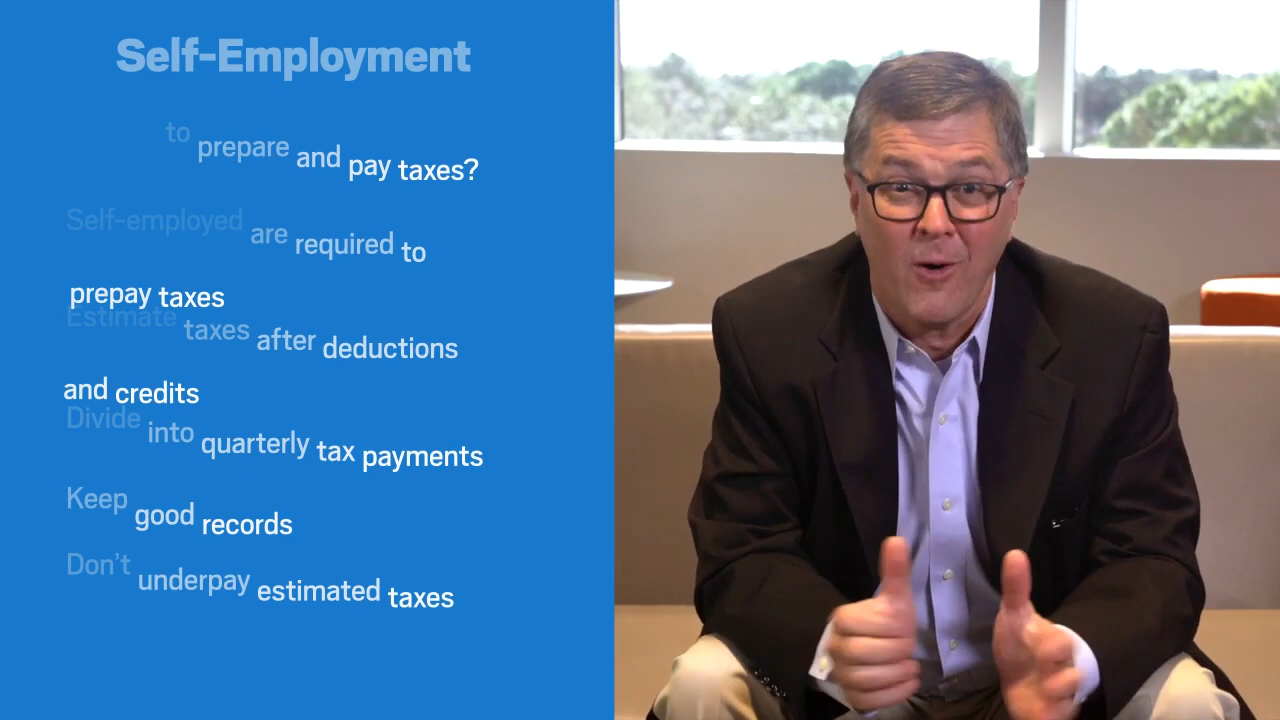 Self-Employment
to prepare and pay taxes?
Self-employed are required to
prepay taxes
Estimate taxes after deductions
and credits
Divide into quarterly tax payments
Keep good records
Don't underpay estimated taxes